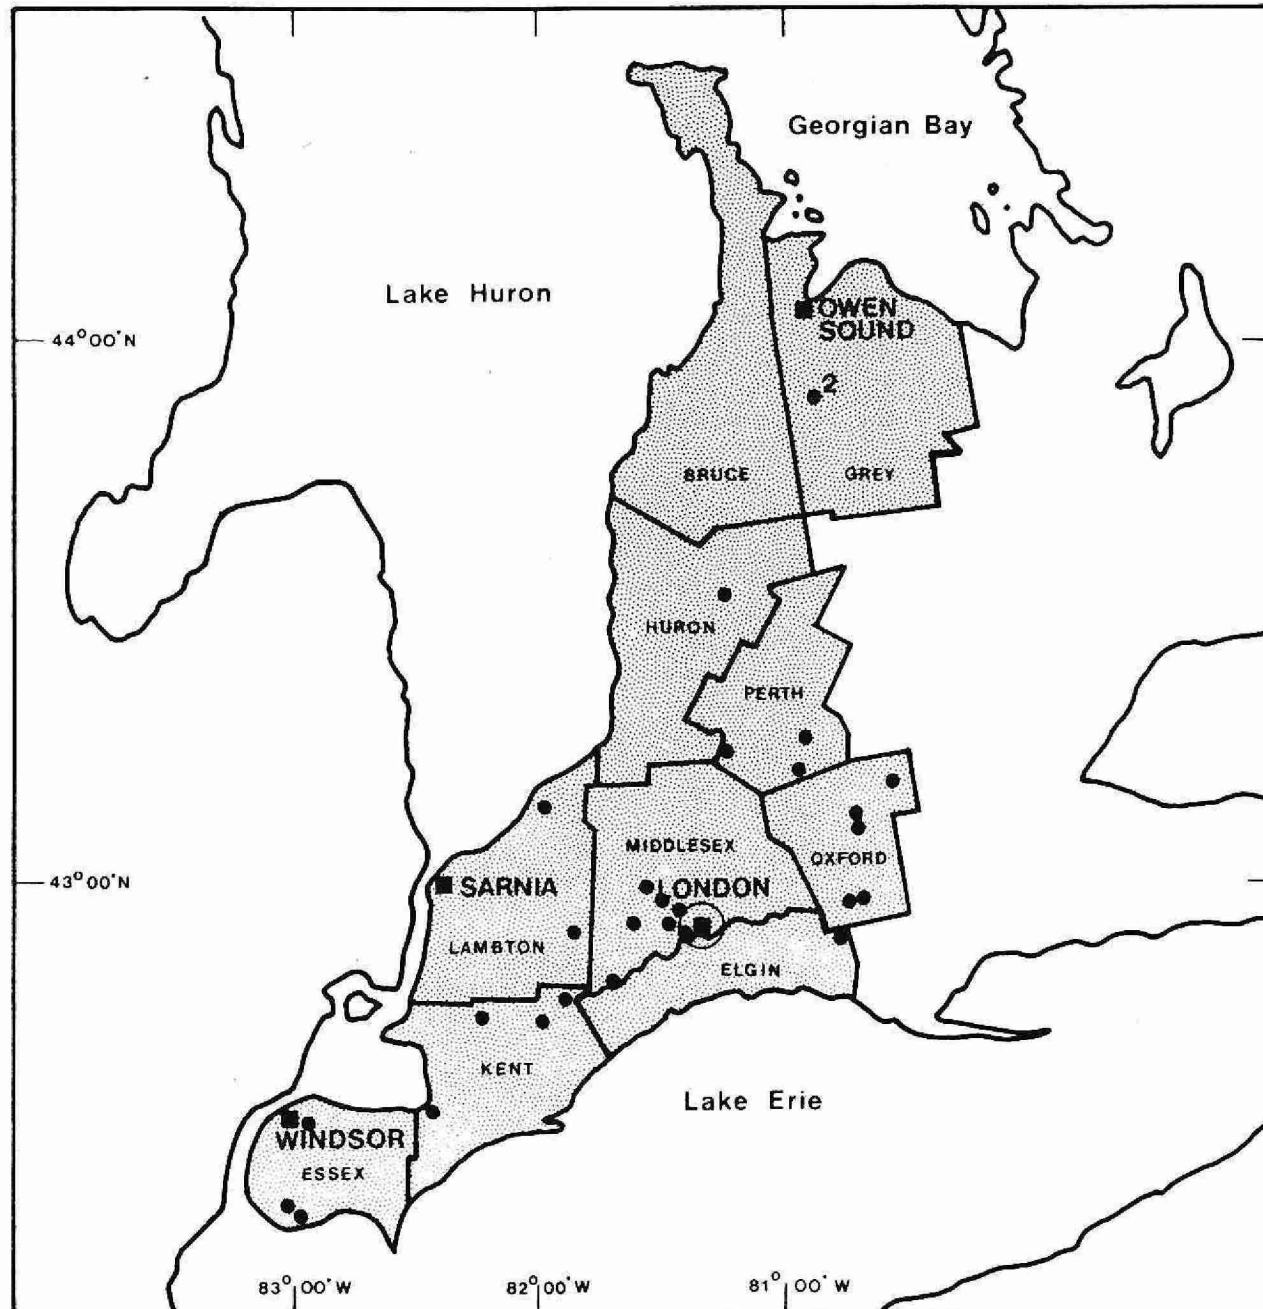 Georgian Bay
Lake Huron
OWEN
SOUND
44°00'N
2
BRUCE
GREY
HURON
PERTH
MIDDLESEX
OXFORD
43°00'N
SARNIA
LONDON
LAMBTON
ELGIN
KENT
Lake Erie
WINDSOR
ESSEX
83°00'W
82°00'W
81°00'W